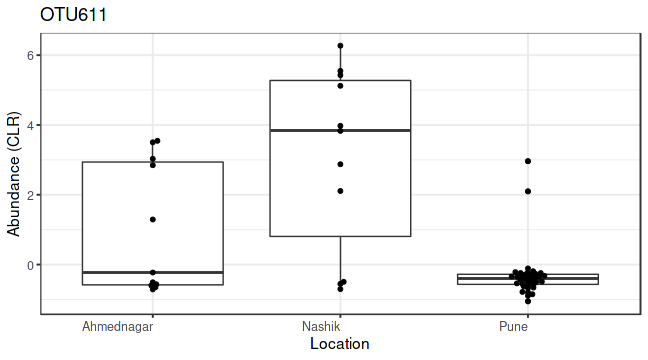 OTU611
Abundance (CLR)
6
4
2
0
Ahmednagar
Nashik
Pune
Location